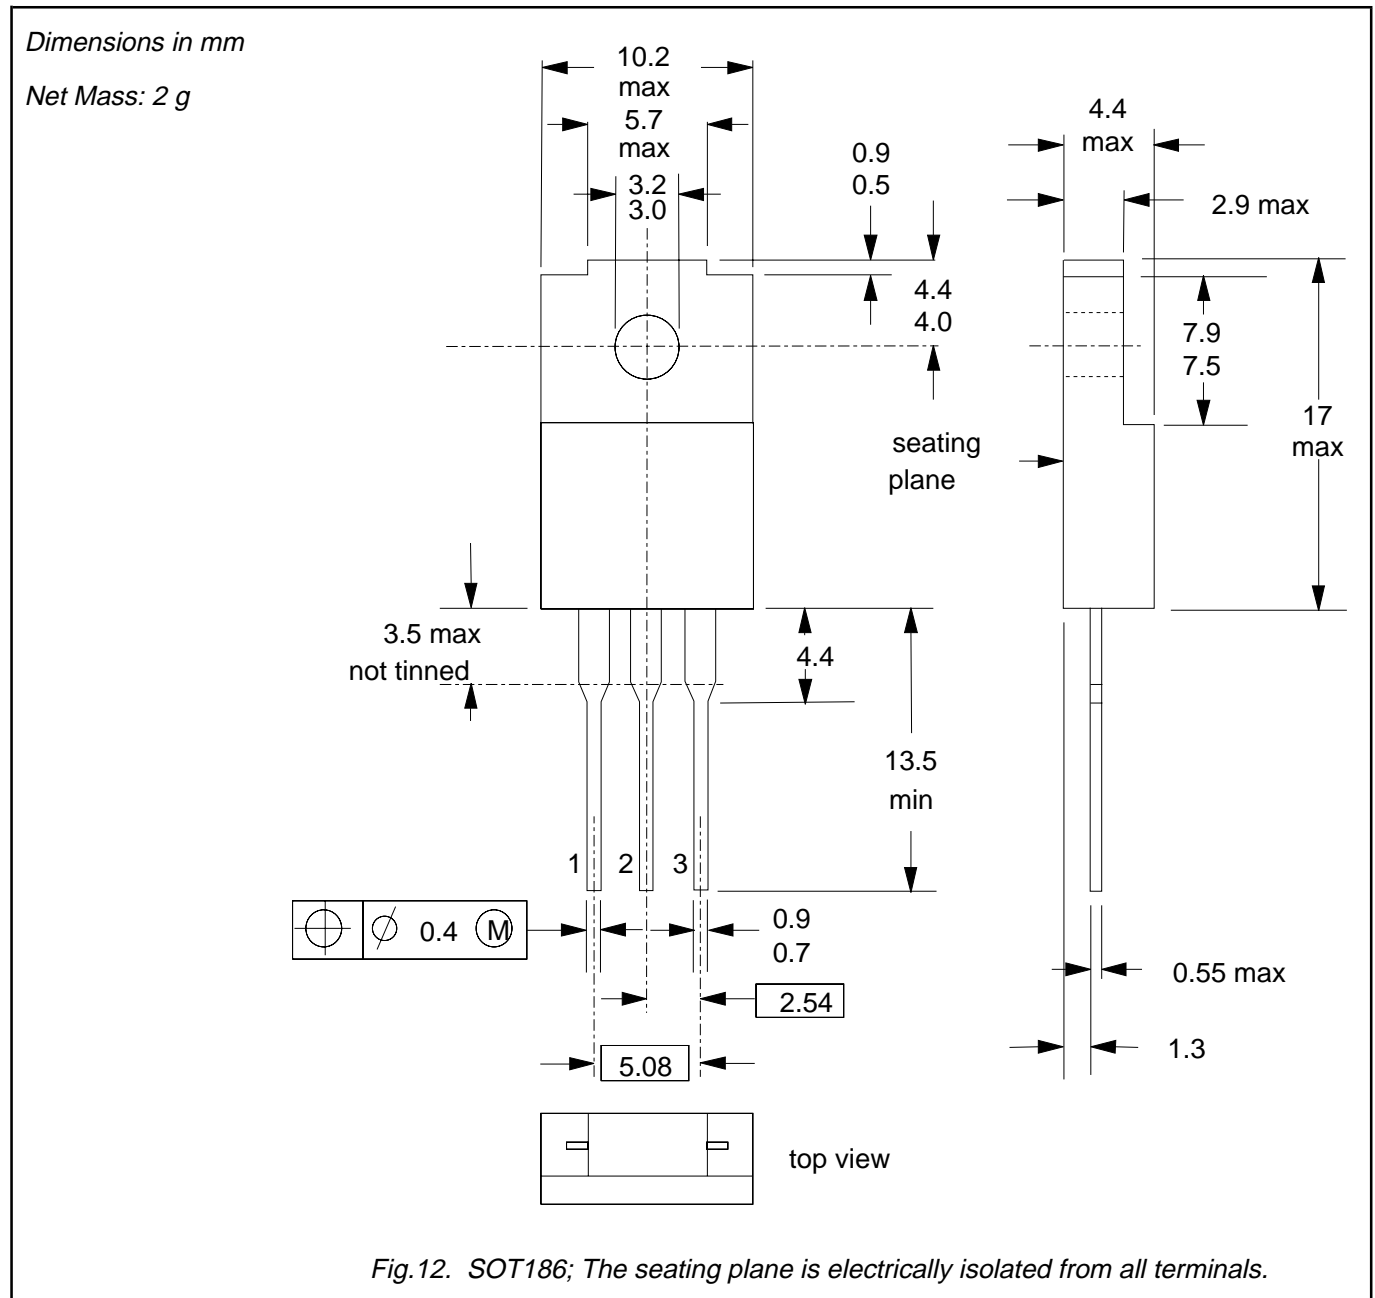 Dimensions in mm
Net Mass: 2 g
10.2
max
5.7
max
3.2
3.0
0.9
0.5
4.4
4.0
4.4
max
2.9 max
7.9
7.5
17
max
seating
plane
3.5 max
not tinned
4.4
13.5
min
1 2 3
0.4 M
0.9
0.7
2.54
5.08
0.55 max
1.3
top view
Fig.12. SOT186; The seating plane is electrically isolated from all terminals.